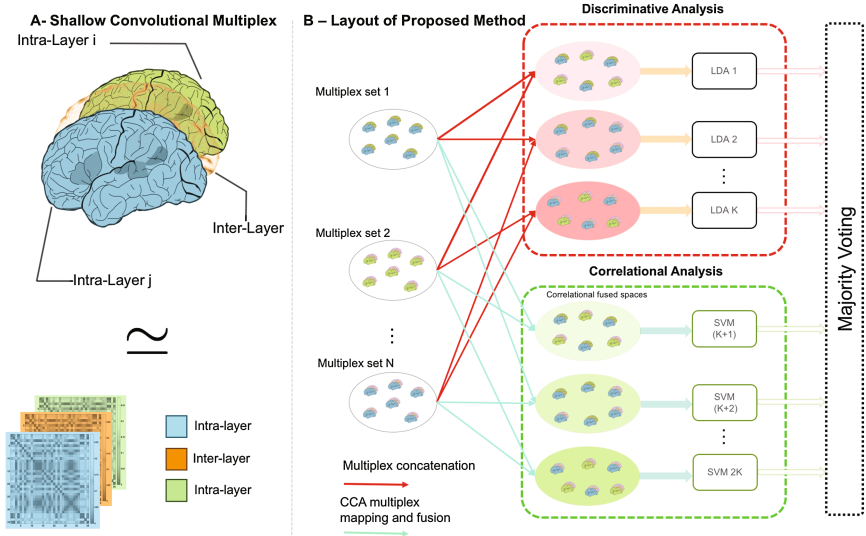 A- Shallow Convolutional Multiplex
Intra-Layer i
Inter-Layer
Intra-Layer j
≃
Intra-layer
Inter-layer
Intra-layer
B – Layout of Proposed Method
Multiplex set 1
Multiplex set 2
⋮
Multiplex set N
Multiplex concatenation
CCA multiplex
mapping and fusion
Discriminative Analysis
LDA 1
LDA 2
⋮
LDA K
Correlational Analysis
Correlational fused spaces
SVM
(K+1)
SVM
(K+2)
⋮
SVM 2K
Majority Voting